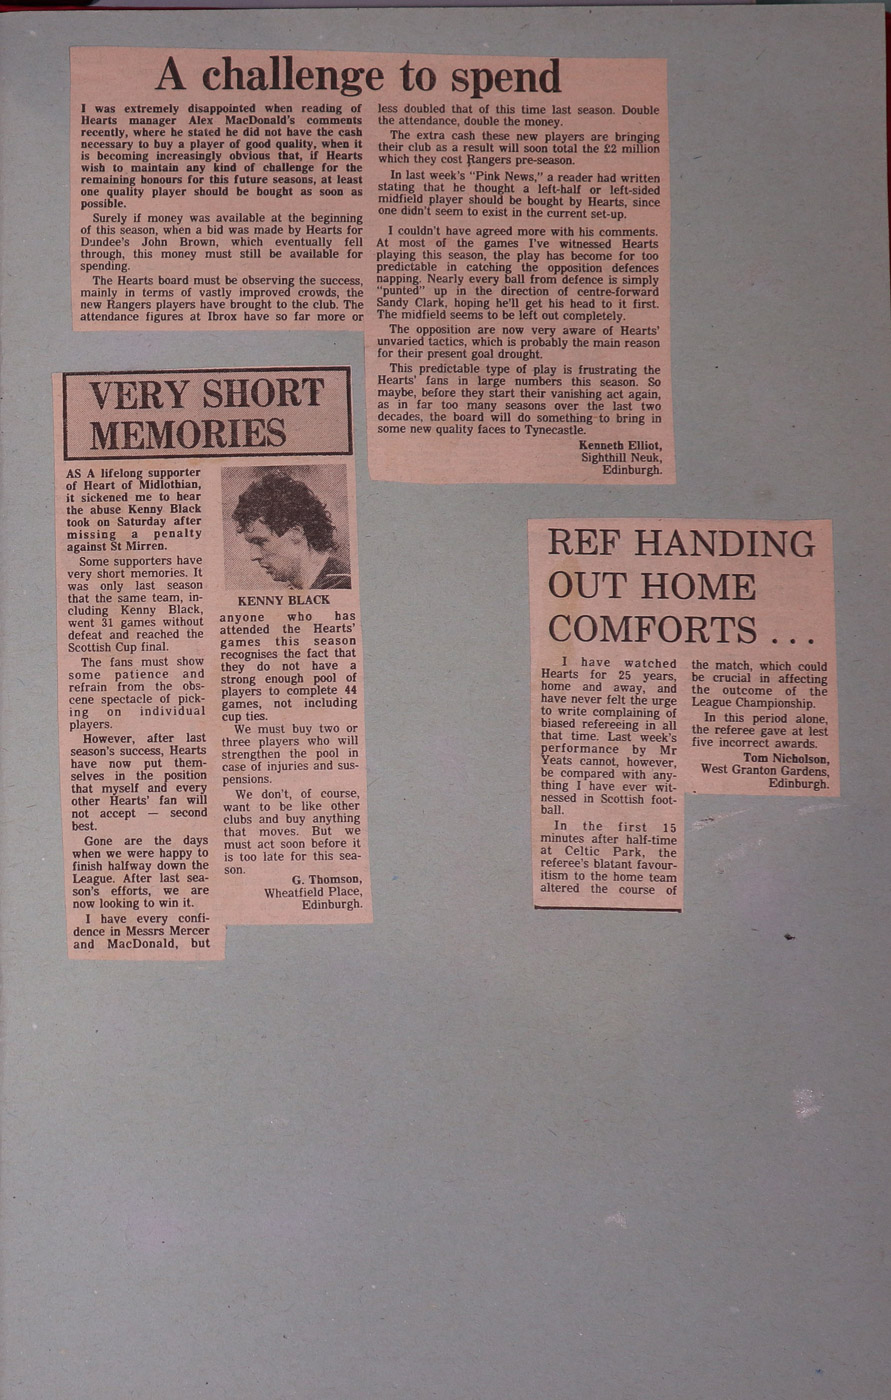 A challenge to spend
I was extremely disappointed when reading of
Hearts manager Alex MacDonald's comments
recently, where he stated he did not have the cash
necessary to buy a player of good quality, when it
is becoming increasingly obvious that, if Hearts
wish to maintain any kind of challenge for the
remaining honours for this future seasons, at least
one quality player should be bought as soon as
possible.
Surely if money was available at the beginning
of this season, when a bid was made by Hearts for
Dundee's John Brown, which eventually fell
through, this money must still be available for
spending.
The Hearts board must be observing the success,
mainly in terms of vastly improved crowds, the
new Rangers players have brought to the club. The
attendance figures at Ibrox have so far more or
less doubled that of this time last season. Double
the attendance, double the money.
The extra cash these new players are bringing
their club as a result will soon total the £2 million
which they cost Rangers pre-season.
In last week's "Pink News," a reader had written
stating that he thought a left-half or left-sided
midfield player should be bought by Hearts, since
one didn't seem to exist in the current set-up.
I couldn't have agreed more with his comments.
At most of the games I've witnessed Hearts
playing this season, the play has become for too
predictable in catching the opposition defences
napping. Nearly every ball from defence is simply
"punted" up in the direction of centre-forward
Sandy Clark, hoping he'll get his head to it first.
The midfield seems to be left out completely.
The opposition are now very aware of Hearts'
unvaried tactics, which is probably the main reason
for their present goal drought.
This predictable type of play is frustrating the
Hearts' fans in large numbers this season. So
maybe, before they start their vanishing act again,
as in far too many seasons over the last two
decades, the board will do something to bring in
some new quality faces to Tynecastle.
Kenneth Elliot,
Sighthill Neuk,
Edinburgh.
VERY SHORT
MEMORIES
AS A lifelong supporter
of Heart of Midlothian,
it sickened me to hear
the abuse Kenny Black
took on Saturday after
missing a penalty
against St Mirren.
Some supporters have
very short memories. It
was only last season
that the same team, in-
cluding Kenny Black,
went 31 games without
defeat and reached the
Scottish Cup final.
The fans must show
some patience and
refrain from the obs-
cene spectacle of pick-
ing on individual
players.
However, after last
season's success, Hearts
have now put them-
selves in the position
that myself and every
other Hearts' fan will
not accept — second
best.
Gone are the days
when we were happy to
finish halfway down the
League. After last sea-
son's efforts, we are
now looking to win it.
I have every confi-
dence in Messrs Mercer
and MacDonald, but
KENNY BLACK
anyone who has
attended the Hearts'
games this season
recognises the fact that
they do not have a
strong enough pool of
players to complete 44
games, not including
cup ties.
We must buy two or
three players who will
strengthen the pool in
case of injuries and sus-
pensions.
We don't, of course,
want to be like other
clubs and buy anything
that moves. But we
must act soon before it
is too late for this sea-
son.
G. Thomson,
Wheatfield Place,
Edinburgh.
REF HANDING
OUT HOME
COMFORTS ...
I have watched
Hearts for 25 years,
home and away, and
have never felt the urge
to write complaining of
biased refereeing in all
that time. Last week's
performance by Mr
Yeats cannot, however,
be compared with any-
thing I have ever wit-
nessed in Scottish foot-
ball.
In the first 15
minutes after half-time
at Celtic Park, the
referee's blatant favour-
itism to the home team
altered the course of
the match, which could
be crucial in affecting
the outcome of the
League Championship.
In this period alone,
the referee gave at lest
five incorrect awards.
Tom Nicholson,
West Granton Gardens,
Edinburgh.